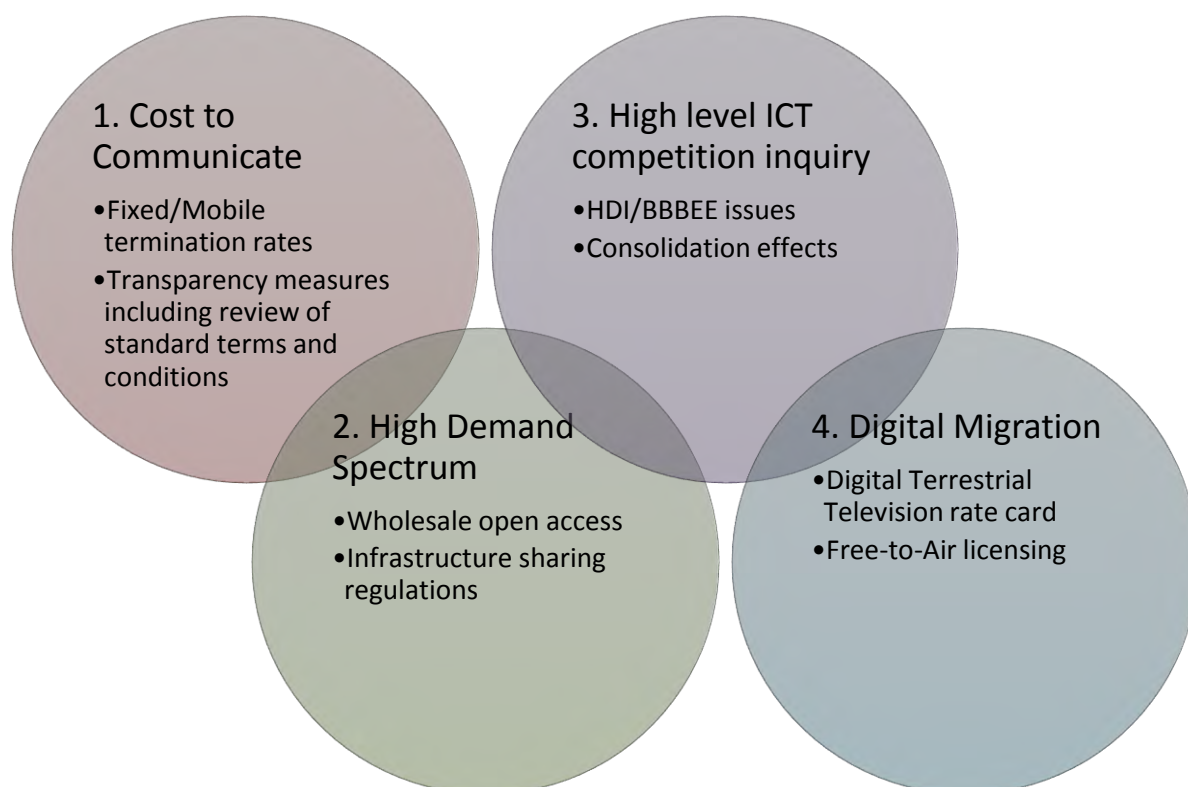 1. Cost to
Communicate
•Fixed/Mobile
termination rates
•Transparency measures
including review of
standard terms and
conditions
2. High Demand
Spectrum
•Wholesale open access
•Infrastructure sharing
regulations
3. High level ICT
competition inquiry
•HDI/BBBEE issues
•Consolidation effects
4. Digital Migration
•Digital Terrestrial
Television rate card
•Free-to-Air licensing